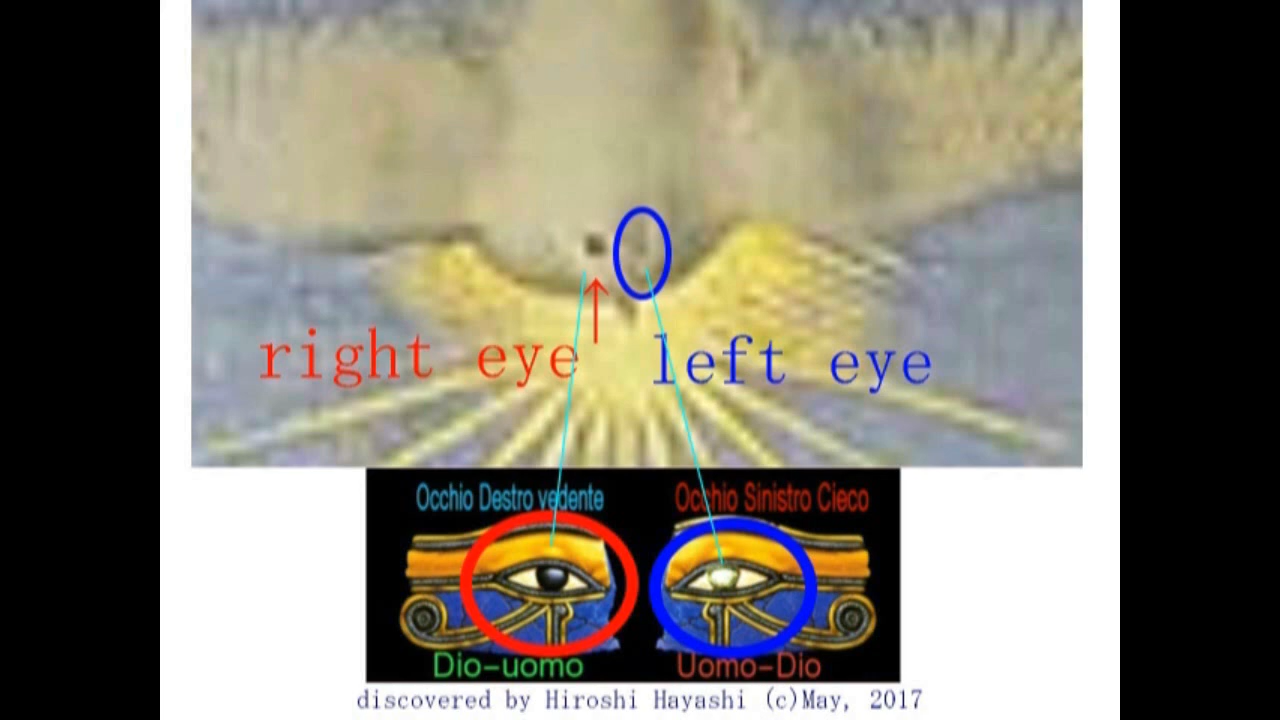 right eye
left eye
Occhio Destro vedente
Occhio Sinistro Cieco
Dio-uomo
Uomo-Dio
discovered by Hiroshi Hayashi (c)May, 2017